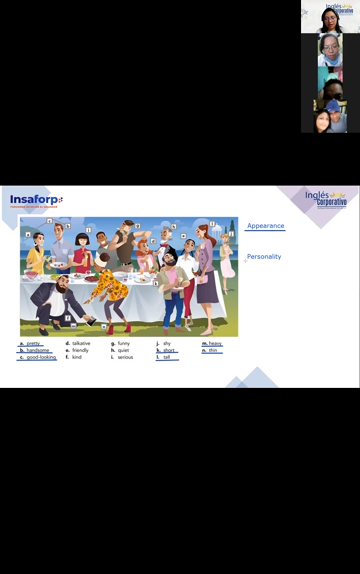 Inglés
Corporativo
Insaforp
Inglés
Corporativo
Appearance
Personality
a. pretty
b. handsome
c. good-looking
d. talkative
e. friendly
f. kind
g. funny
h. quiet
i. serious
j. shy
k. short
l. tall
m. heavy
n. thin